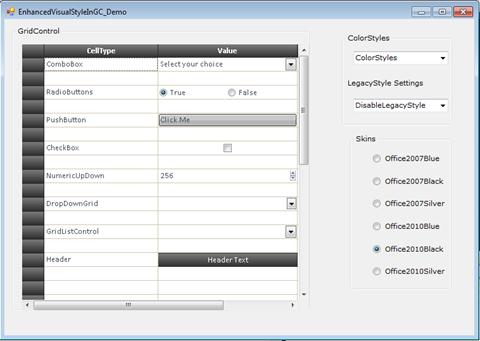 EnhancedVisualStyleInGC_Demo
GridControl
CellType Value
ComboBox Select your choice
RadioButtons True False
PushButton Click Me
CheckBox
NumericUpDown 256
DropDownGrid
GridListControl
Header Header Text
ColorStyles
ColorStyles
LegacyStyle Settings
DisableLegacyStyle
Skins
Office2007Blue
Office2007Black
Office2007Silver
Office2010Blue
Office2010Black
Office2010Silver